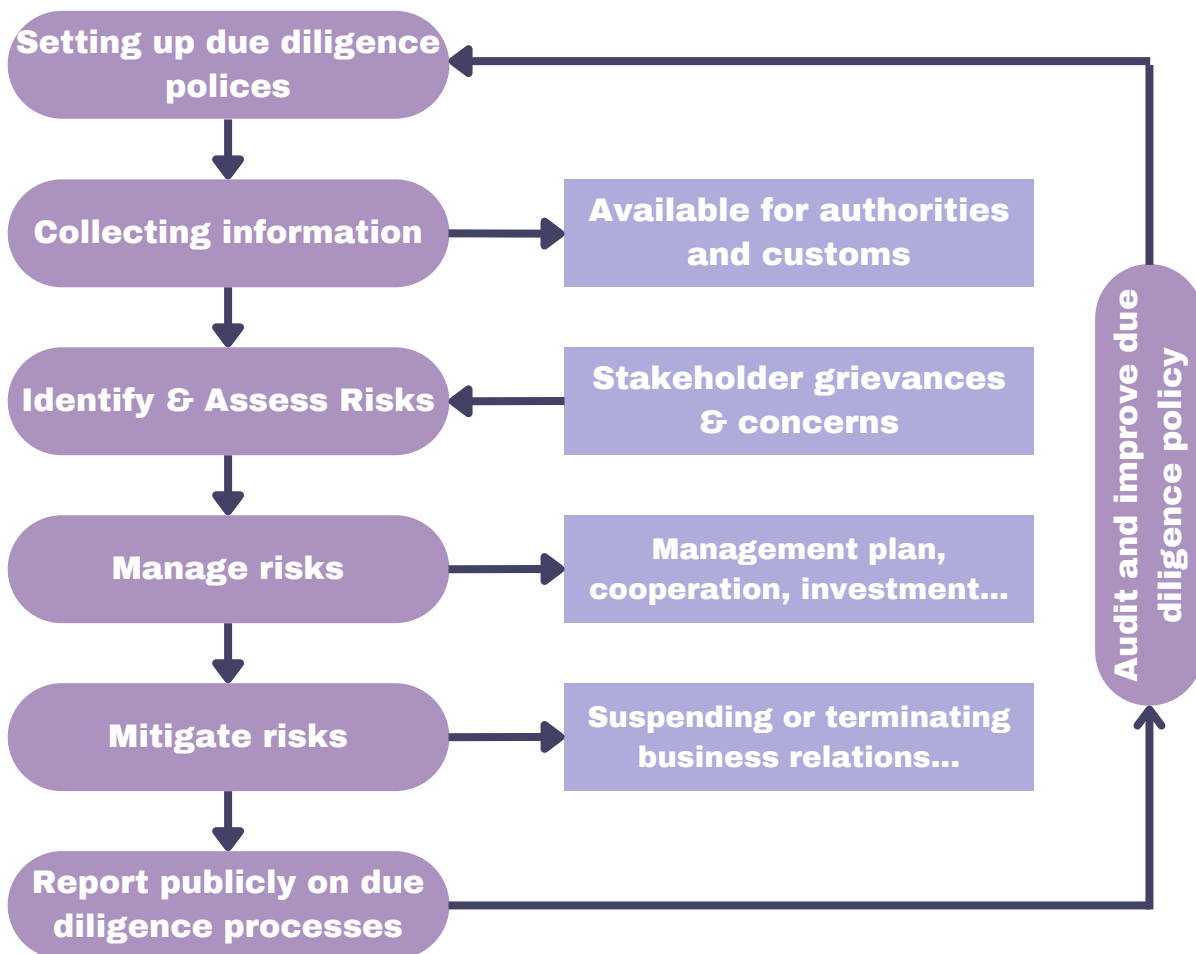 Setting up due diligence
polices
Collecting information
Available for authorities
and customs
Identify & Assess Risks
Stakeholder grievances
& concerns
Manage risks
Management plan,
cooperation, investment...
Mitigate risks
Suspending or terminating
business relations...
Report publicly on due
diligence processes
Audit and improve due
diligence policy